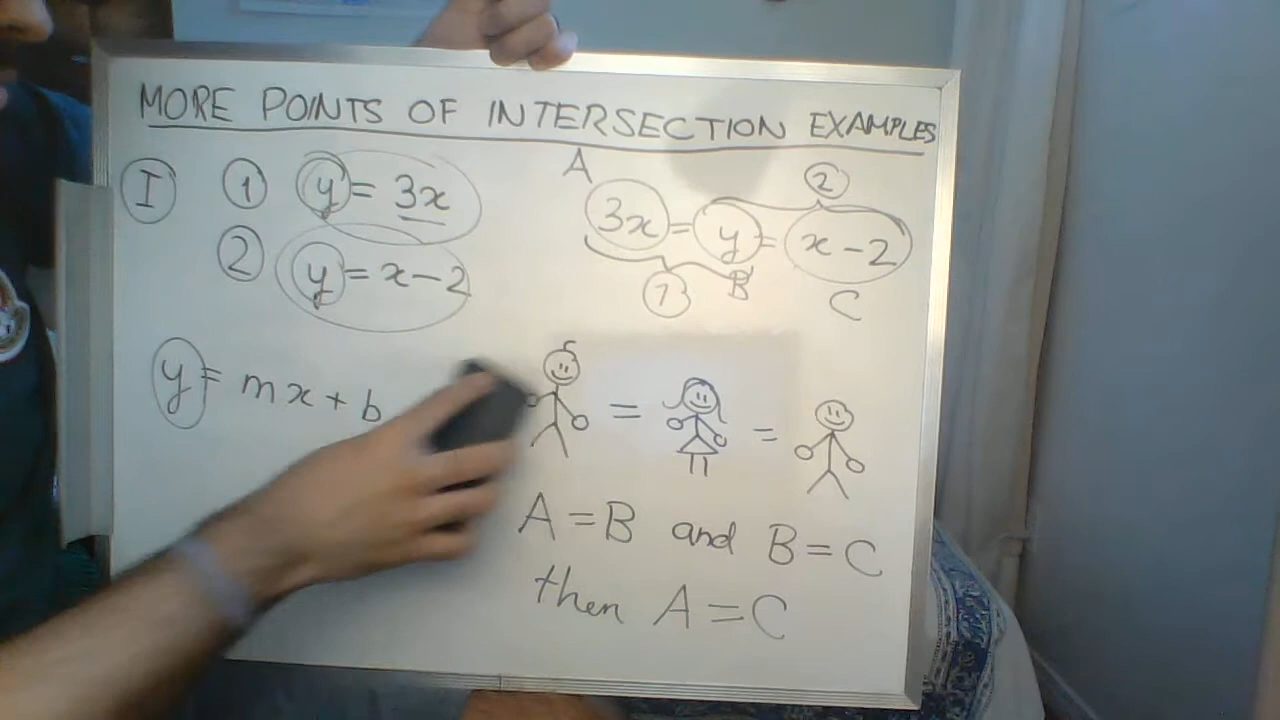 MORE POINTS OF INTERSECTION EXAMPLES
I 1 y = 3x
2 y = x - 2
A 2
3x = y = x - 2
1 B C
y = mx + b
= =
A = B and B = C
then A = C